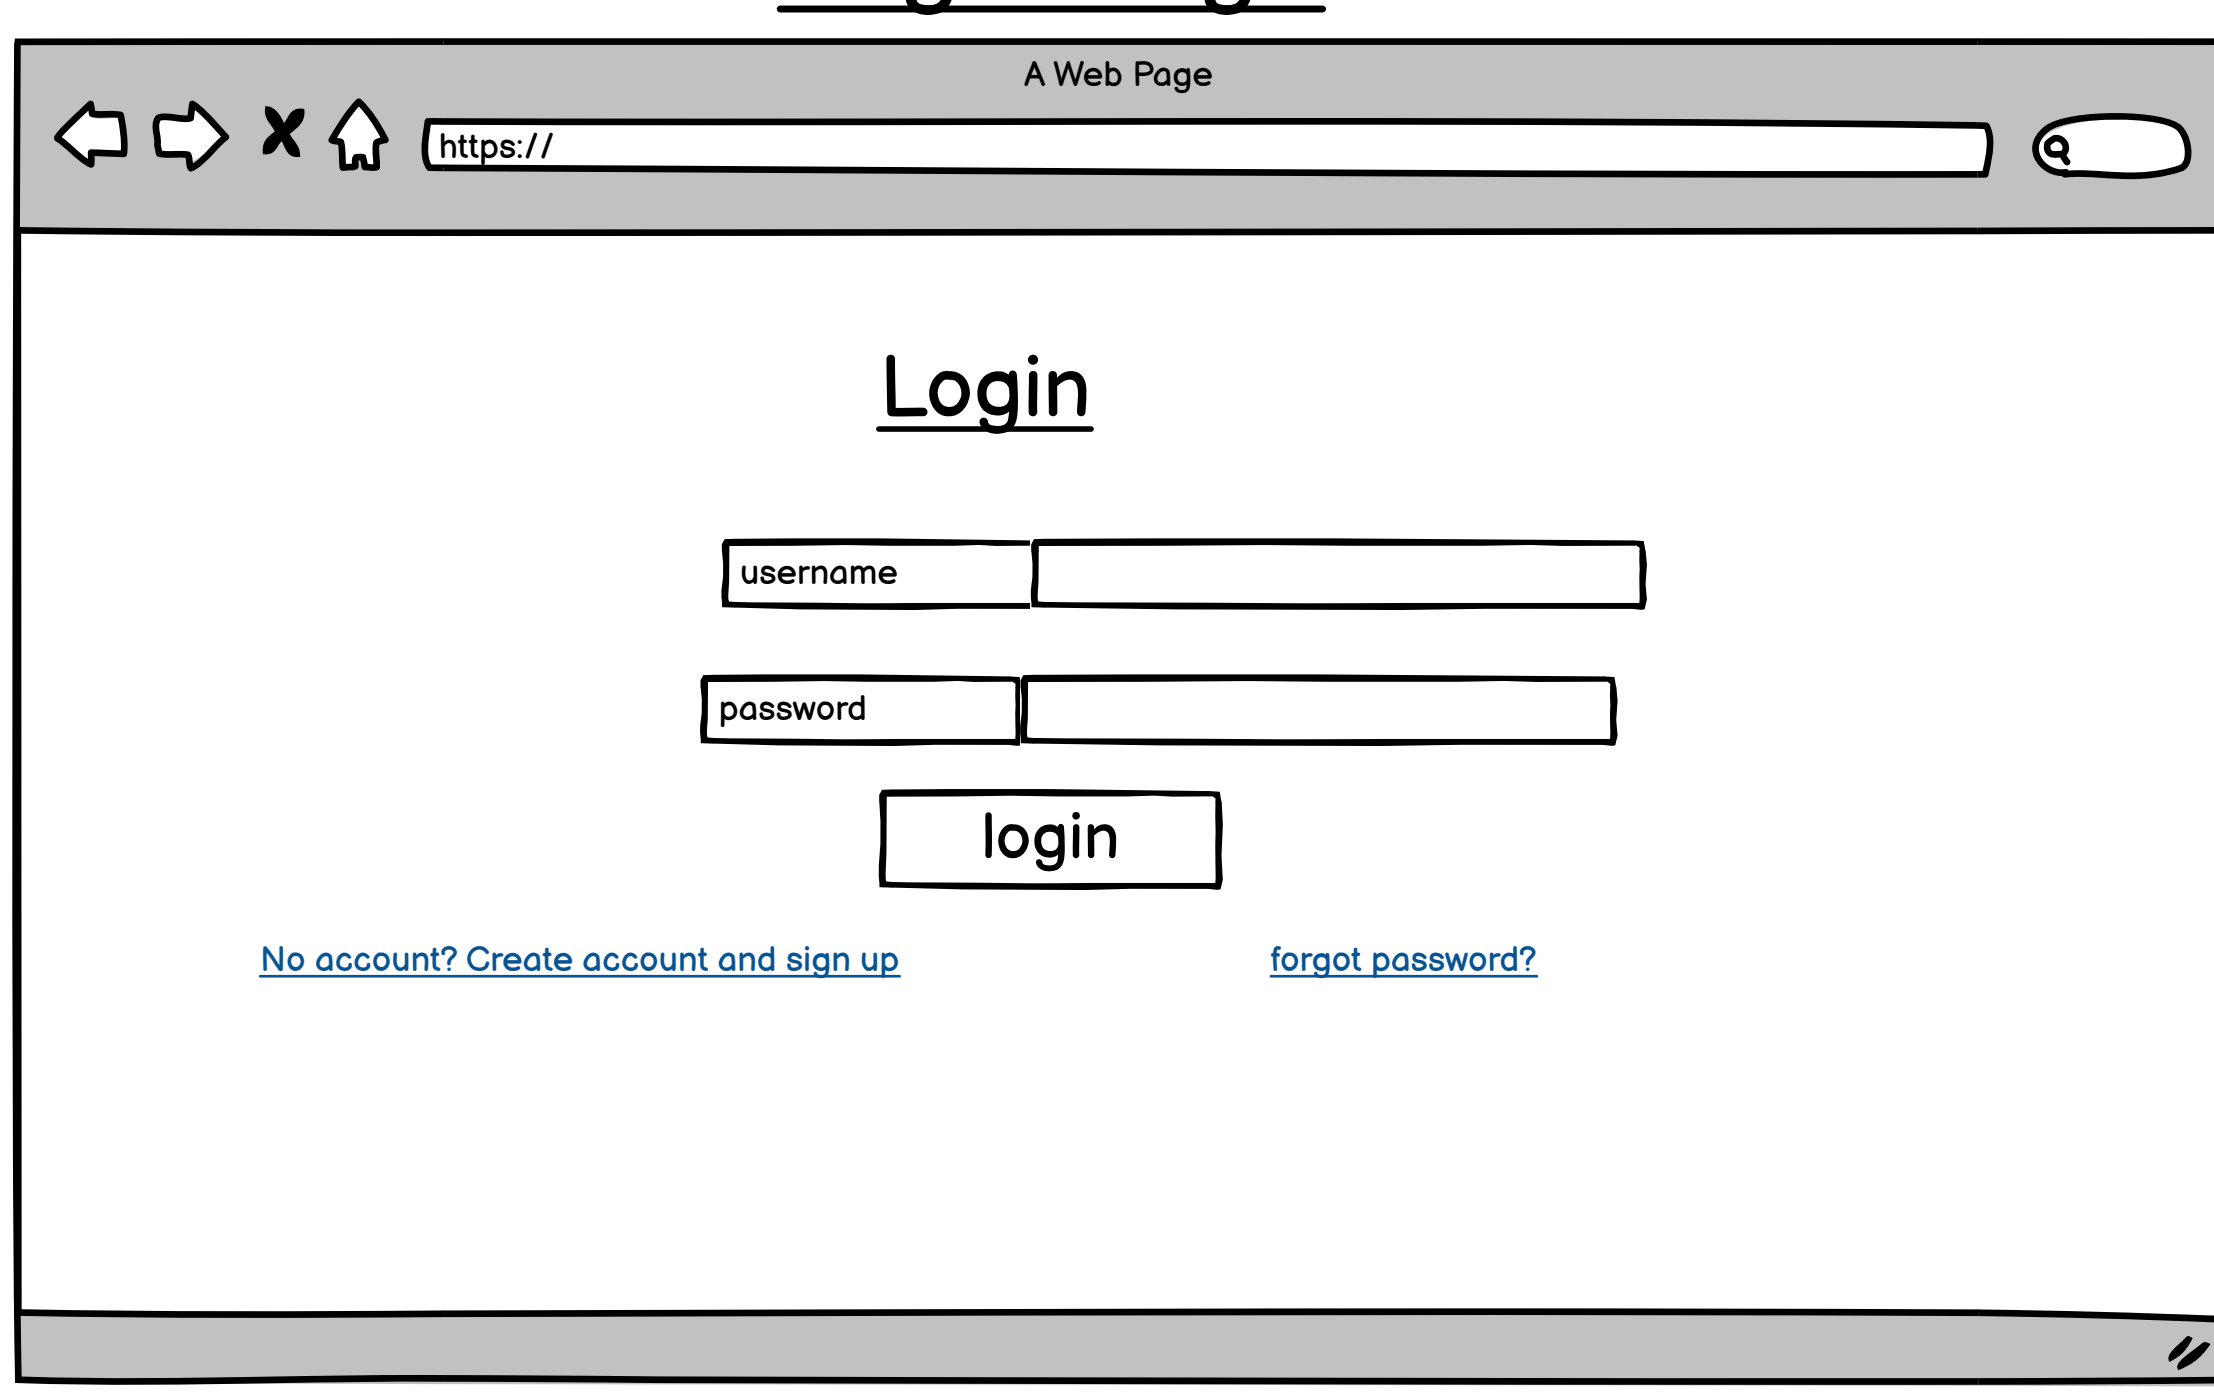 A Web Page
https://
Login
username
password
login
No account? Create account and sign up
forgot password?